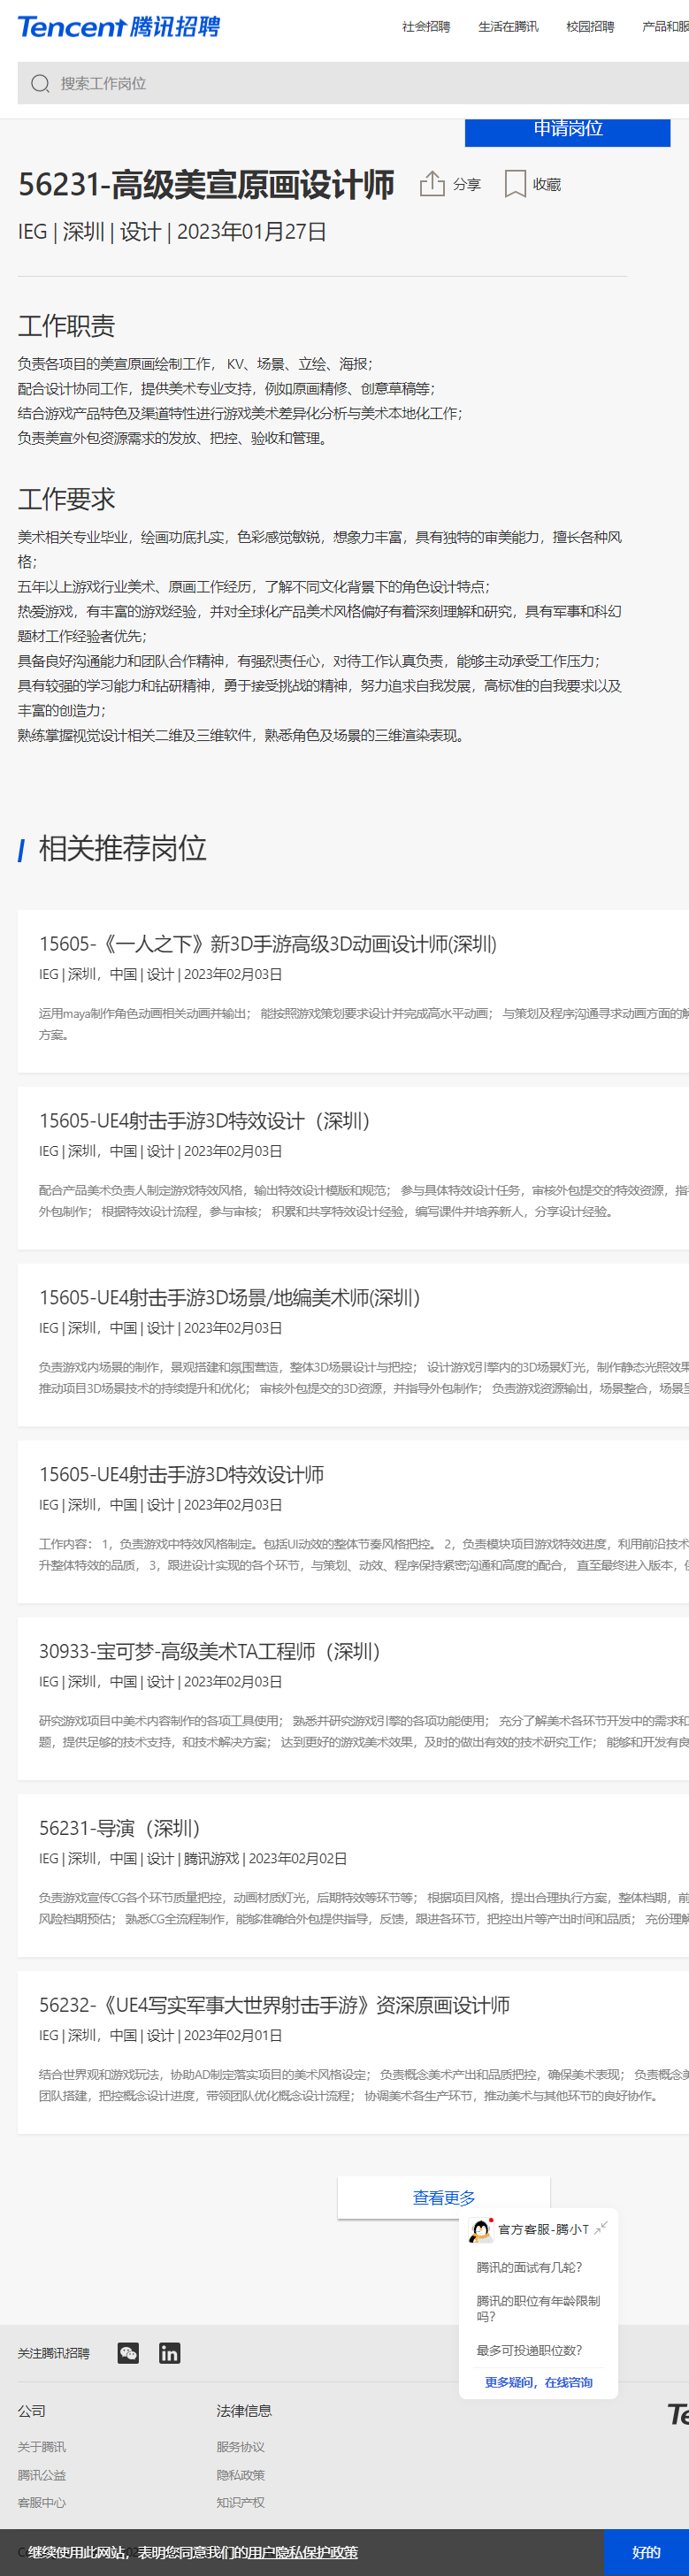 Tencent 腾讯招聘
社会招聘 生活在腾讯 校园招聘 产品和服
搜索工作岗位
申请岗位
56231-高级美宣原画设计师 分享 收藏
IEG | 深圳 | 设计 | 2023年01月27日
工作职责
负责各项目的美宣原画绘制工作， KV、场景、立绘、海报；
配合设计协同工作，提供美术专业支持，例如原画精修、创意草稿等；
结合游戏产品特色及渠道特性进行游戏美术差异化分析与美术本地化工作；
负责美宣外包资源需求的发放、把控、验收和管理。
工作要求
美术相关专业毕业，绘画功底扎实，色彩感觉敏锐，想象力丰富，具有独特的审美能力，擅长各种风
格；
五年以上游戏行业美术、原画工作经历，了解不同文化背景下的角色设计特点；
热爱游戏，有丰富的游戏经验，并对全球化产品美术风格偏好有着深刻理解和研究，具有军事和科幻
题材工作经验者优先；
具备良好沟通能力和团队合作精神，有强烈责任心，对待工作认真负责，能够主动承受工作压力；
具有较强的学习能力和钻研精神，勇于接受挑战的精神，努力追求自我发展，高标准的自我要求以及
丰富的创造力；
熟练掌握视觉设计相关二维及三维软件，熟悉角色及场景的三维渲染表现。
相关推荐岗位
15605-《一人之下》新3D手游高级3D动画设计师(深圳)
IEG | 深圳，中国 | 设计 | 2023年02月03日
运用maya制作角色动画相关动画并输出； 能按照游戏策划要求设计并完成高水平动画； 与策划及程序沟通寻求动画方面的解
方案。
15605-UE4射击手游3D特效设计（深圳）
IEG | 深圳，中国 | 设计 | 2023年02月03日
配合产品美术负责人制定游戏特效风格，输出特效设计模版和规范； 参与具体特效设计任务，审核外包提交的特效资源，指
外包制作； 根据特效设计流程，参与审核； 积累和共享特效设计经验，编写课件并培养新人，分享设计经验。
15605-UE4射击手游3D场景/地编美术师(深圳）
IEG | 深圳，中国 | 设计 | 2023年02月03日
负责游戏内场景的制作，景观搭建和氛围营造，整体3D场景设计与把控； 设计游戏引擎内的3D场景灯光，制作静态光照效果
推动项目3D场景技术的持续提升和优化； 审核外包提交的3D资源，并指导外包制作； 负责游戏资源输出，场景整合，场景
15605-UE4射击手游3D特效设计师
IEG | 深圳，中国 | 设计 | 2023年02月03日
工作内容： 1，负责游戏中特效风格制定。包括UI动效的整体节奏风格把控。 2，负责模块项目游戏特效进度，利用前沿技术
升整体特效的品质， 3，跟进设计实现的各个环节，与策划、动效、程序保持紧密沟通和高度的配合， 直至最终进入版本，
30933-宝可梦-高级美术TA工程师（深圳）
IEG | 深圳，中国 | 设计 | 2023年02月03日
研究游戏项目中美术内容制作的各项工具使用； 熟悉并研究游戏引擎的各项功能使用； 充分了解美术各环节开发中的需求和
题，提供足够的技术支持，和技术解决方案； 达到更好的游戏美术效果，及时的做出有效的技术研究工作； 能够和开发有良
56231-导演（深圳）
IEG | 深圳，中国 | 设计 | 腾讯游戏 | 2023年02月02日
负责游戏宣传CG各个环节质量把控，动画材质灯光，后期特效等环节等； 根据项目风格，提出合理执行方案，整体档期，前
风险档期预估； 熟悉CG全流程制作，能够准确给外包提供指导，反馈，跟进各环节，把控出片等产出时间和品质； 充份理解
56232-《UE4写实军事大世界射击手游》资深原画设计师
IEG | 深圳，中国 | 设计 | 2023年02月01日
结合世界观和游戏玩法，协助AD制定落实项目的美术风格设定； 负责概念美术产出和品质把控，确保美术表现； 负责概念美
团队搭建，把控概念设计进度，带领团队优化概念设计流程； 协调美术各生产环节，推动美术与其他环节的良好协作。
查看更多
官方客服-腾小T
腾讯的面试有几轮?
腾讯的职位有年龄限制
吗?
最多可投递职位数?
更多疑问，在线咨询
关注腾讯招聘
公司 法律信息
关于腾讯 服务协议
腾讯公益 隐私政策
客服中心 知识产权
继续使用此网站，表明您同意我们的用户隐私保护政策 好的